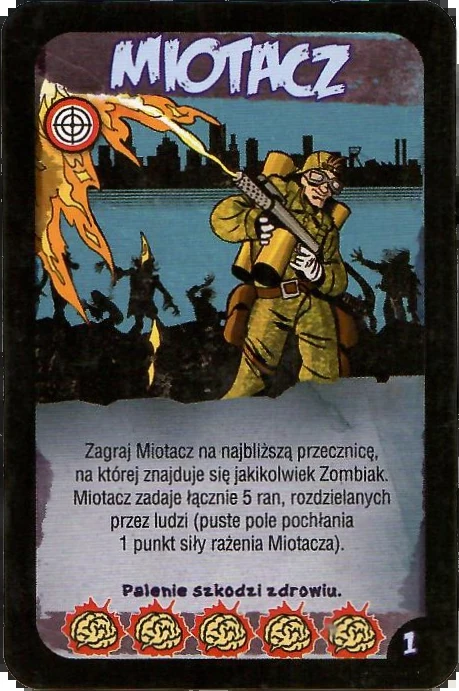 MIOTACZ
Zagraj Miotacz na najbliższą przecznicę,
na której znajduje się jakikolwiek Zombiak.
Miotacz zadaje łącznie 5 ran, rozdzielanych
przez ludzi (puste pole pochłania
1 punkt siły rażenia Miotacza).
Palenie szkodzi zdrowiu.
1